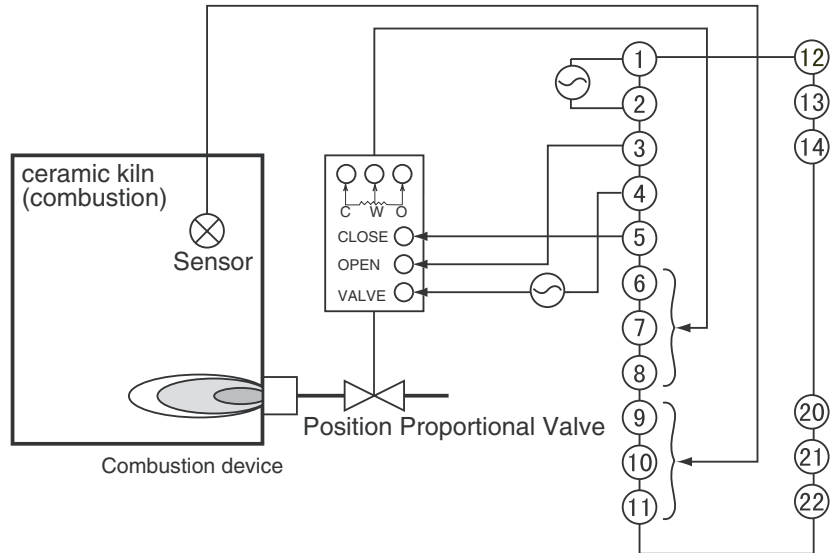 ceramic kiln
(combustion)
Sensor
C W O
CLOSE
OPEN
VALVE
Position Proportional Valve
Combustion device
1
2
3
4
5
6
7
8
9
10
11
12
13
14
20
21
22